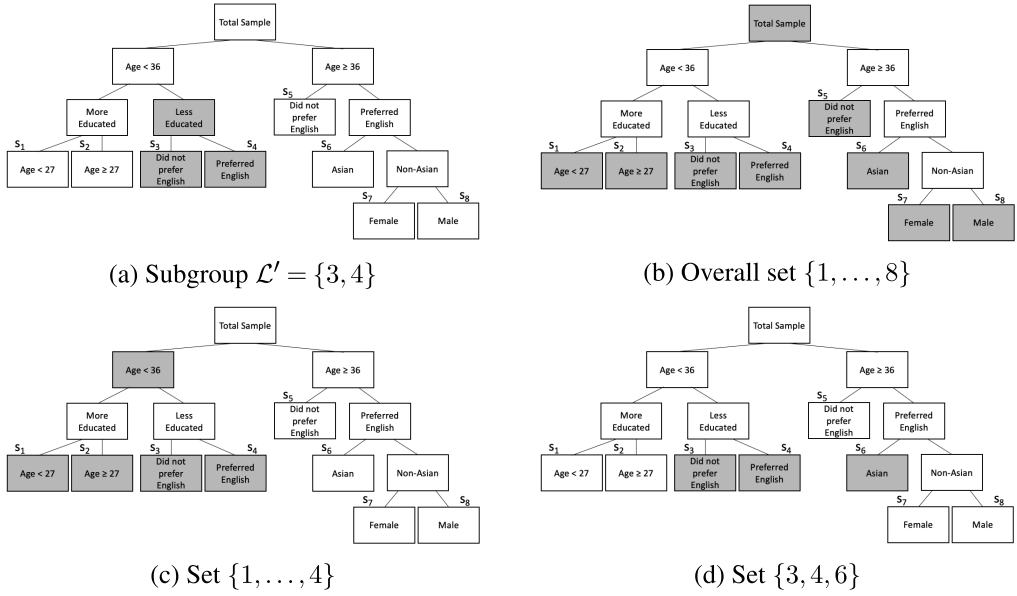 Total Sample
Age < 36
Age ≥ 36
More
Educated
Less
Educated
S5
Did not
prefer
English
Preferred
English
S1
Age < 27
S2
Age ≥ 27
S3
Did not
prefer
English
S4
Preferred
English
S6
Asian
Non-Asian
S7
Female
S8
Male
(a) Subgroup ℒ′ = {3, 4}
Total Sample
Age < 36
Age ≥ 36
More
Educated
Less
Educated
S5
Did not
prefer
English
Preferred
English
S1
Age < 27
S2
Age ≥ 27
S3
Did not
prefer
English
S4
Preferred
English
S6
Asian
Non-Asian
S7
Female
S8
Male
(b) Overall set {1, . . . , 8}
Total Sample
Age < 36
Age ≥ 36
More
Educated
Less
Educated
S5
Did not
prefer
English
Preferred
English
S1
Age < 27
S2
Age ≥ 27
S3
Did not
prefer
English
S4
Preferred
English
S6
Asian
Non-Asian
S7
Female
S8
Male
(c) Set {1, . . . , 4}
Total Sample
Age < 36
Age ≥ 36
More
Educated
Less
Educated
S5
Did not
prefer
English
Preferred
English
S1
Age < 27
S2
Age ≥ 27
S3
Did not
prefer
English
S4
Preferred
English
S6
Asian
Non-Asian
S7
Female
S8
Male
(d) Set {3, 4, 6}